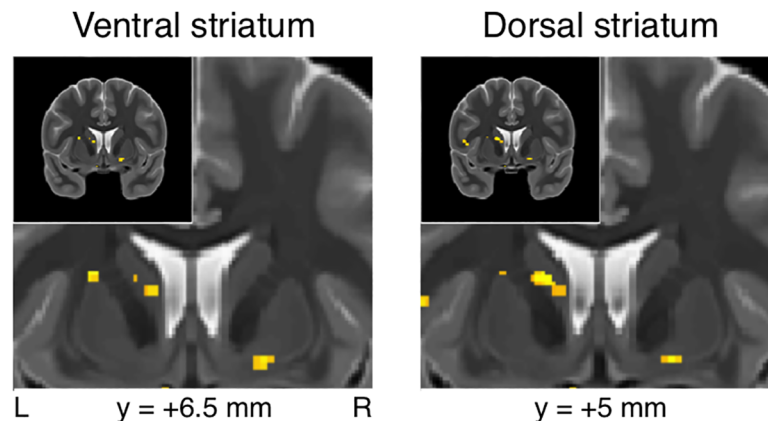 Ventral striatum
Dorsal striatum
L
y = +6.5 mm
R
y = +5 mm